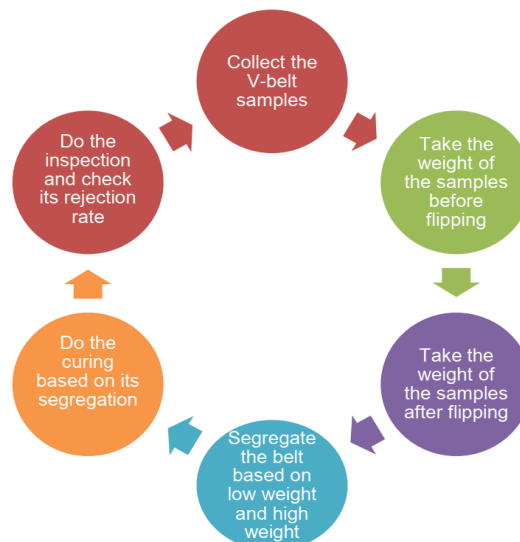 Collect the
V-belt
samples
Take the
weight of
the samples
before
flipping
Take the
weight of
the samples
after flipping
Segregate
the belt
based on
low weight
and high
weight
Do the
curing
based on its
segregation
Do the
inspection
and check
its rejection
rate